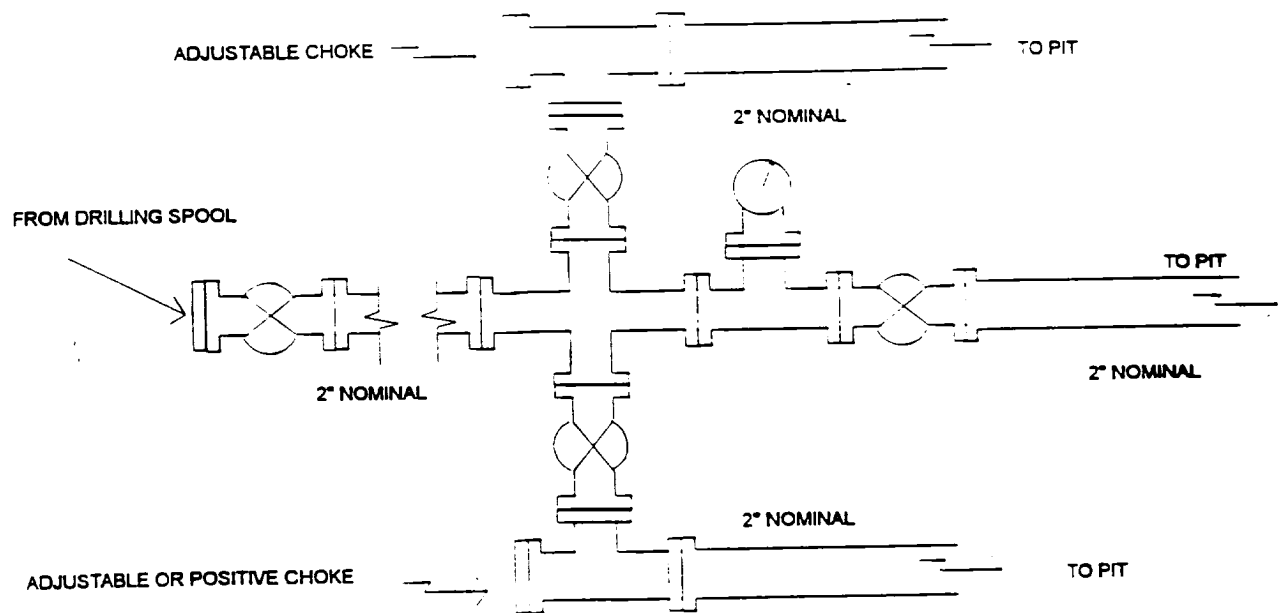 ADJUSTABLE CHOKE
TO PIT
2" NOMINAL
FROM DRILLING SPOOL
TO PIT
2" NOMINAL
2" NOMINAL
2" NOMINAL
ADJUSTABLE OR POSITIVE CHOKE
TO PIT